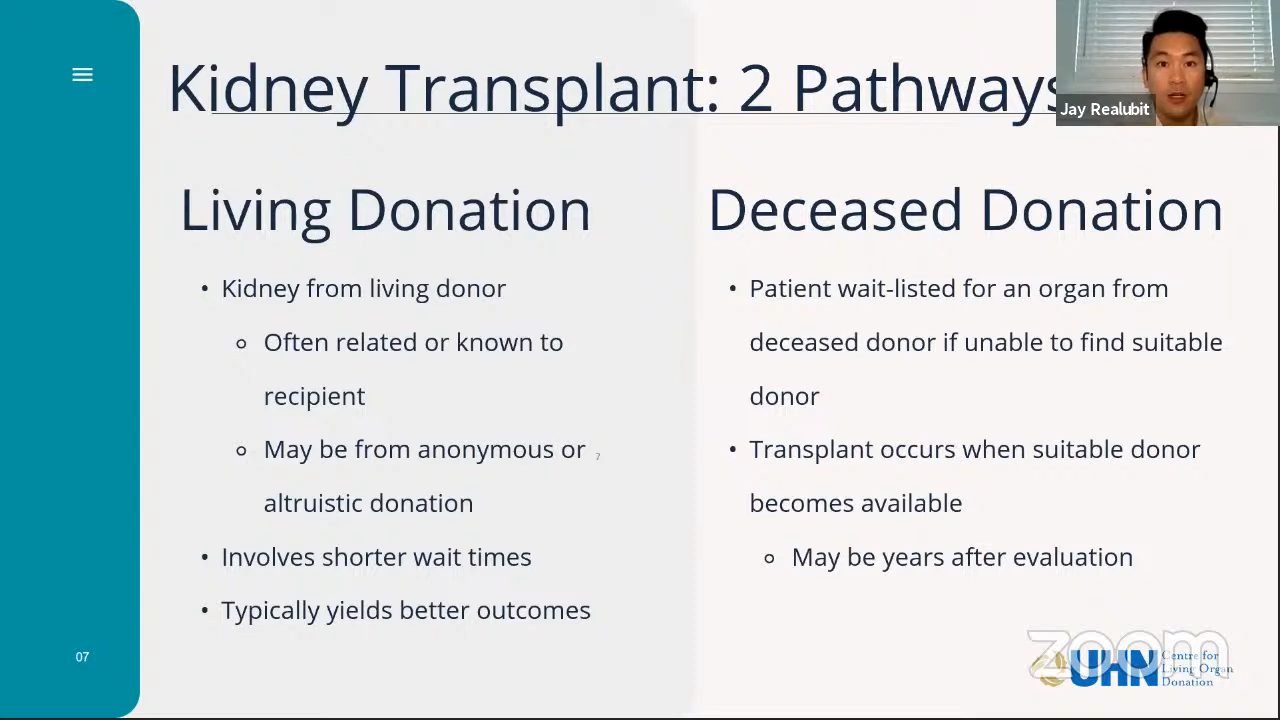 Kidney Transplant: 2 Pathways
Jay Realubit
Living Donation
• Kidney from living donor
○ Often related or known to
recipient
○ May be from anonymous or ?
altruistic donation
• Involves shorter wait times
• Typically yields better outcomes
Deceased Donation
• Patient wait-listed for an organ from
deceased donor if unable to find suitable
donor
• Transplant occurs when suitable donor
becomes available
○ May be years after evaluation
07
zoom
UHN Centre for
Living Organ
Donation